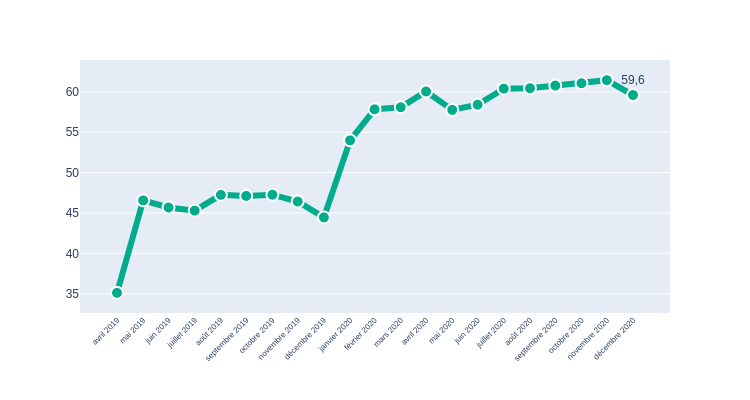 59,6
60
55
50
45
40
35
avril 2019
mai 2019
juin 2019
juillet 2019
août 2019
septembre 2019
octobre 2019
novembre 2019
décembre 2019
janvier 2020
février 2020
mars 2020
avril 2020
mai 2020
juin 2020
juillet 2020
août 2020
septembre 2020
octobre 2020
novembre 2020
décembre 2020